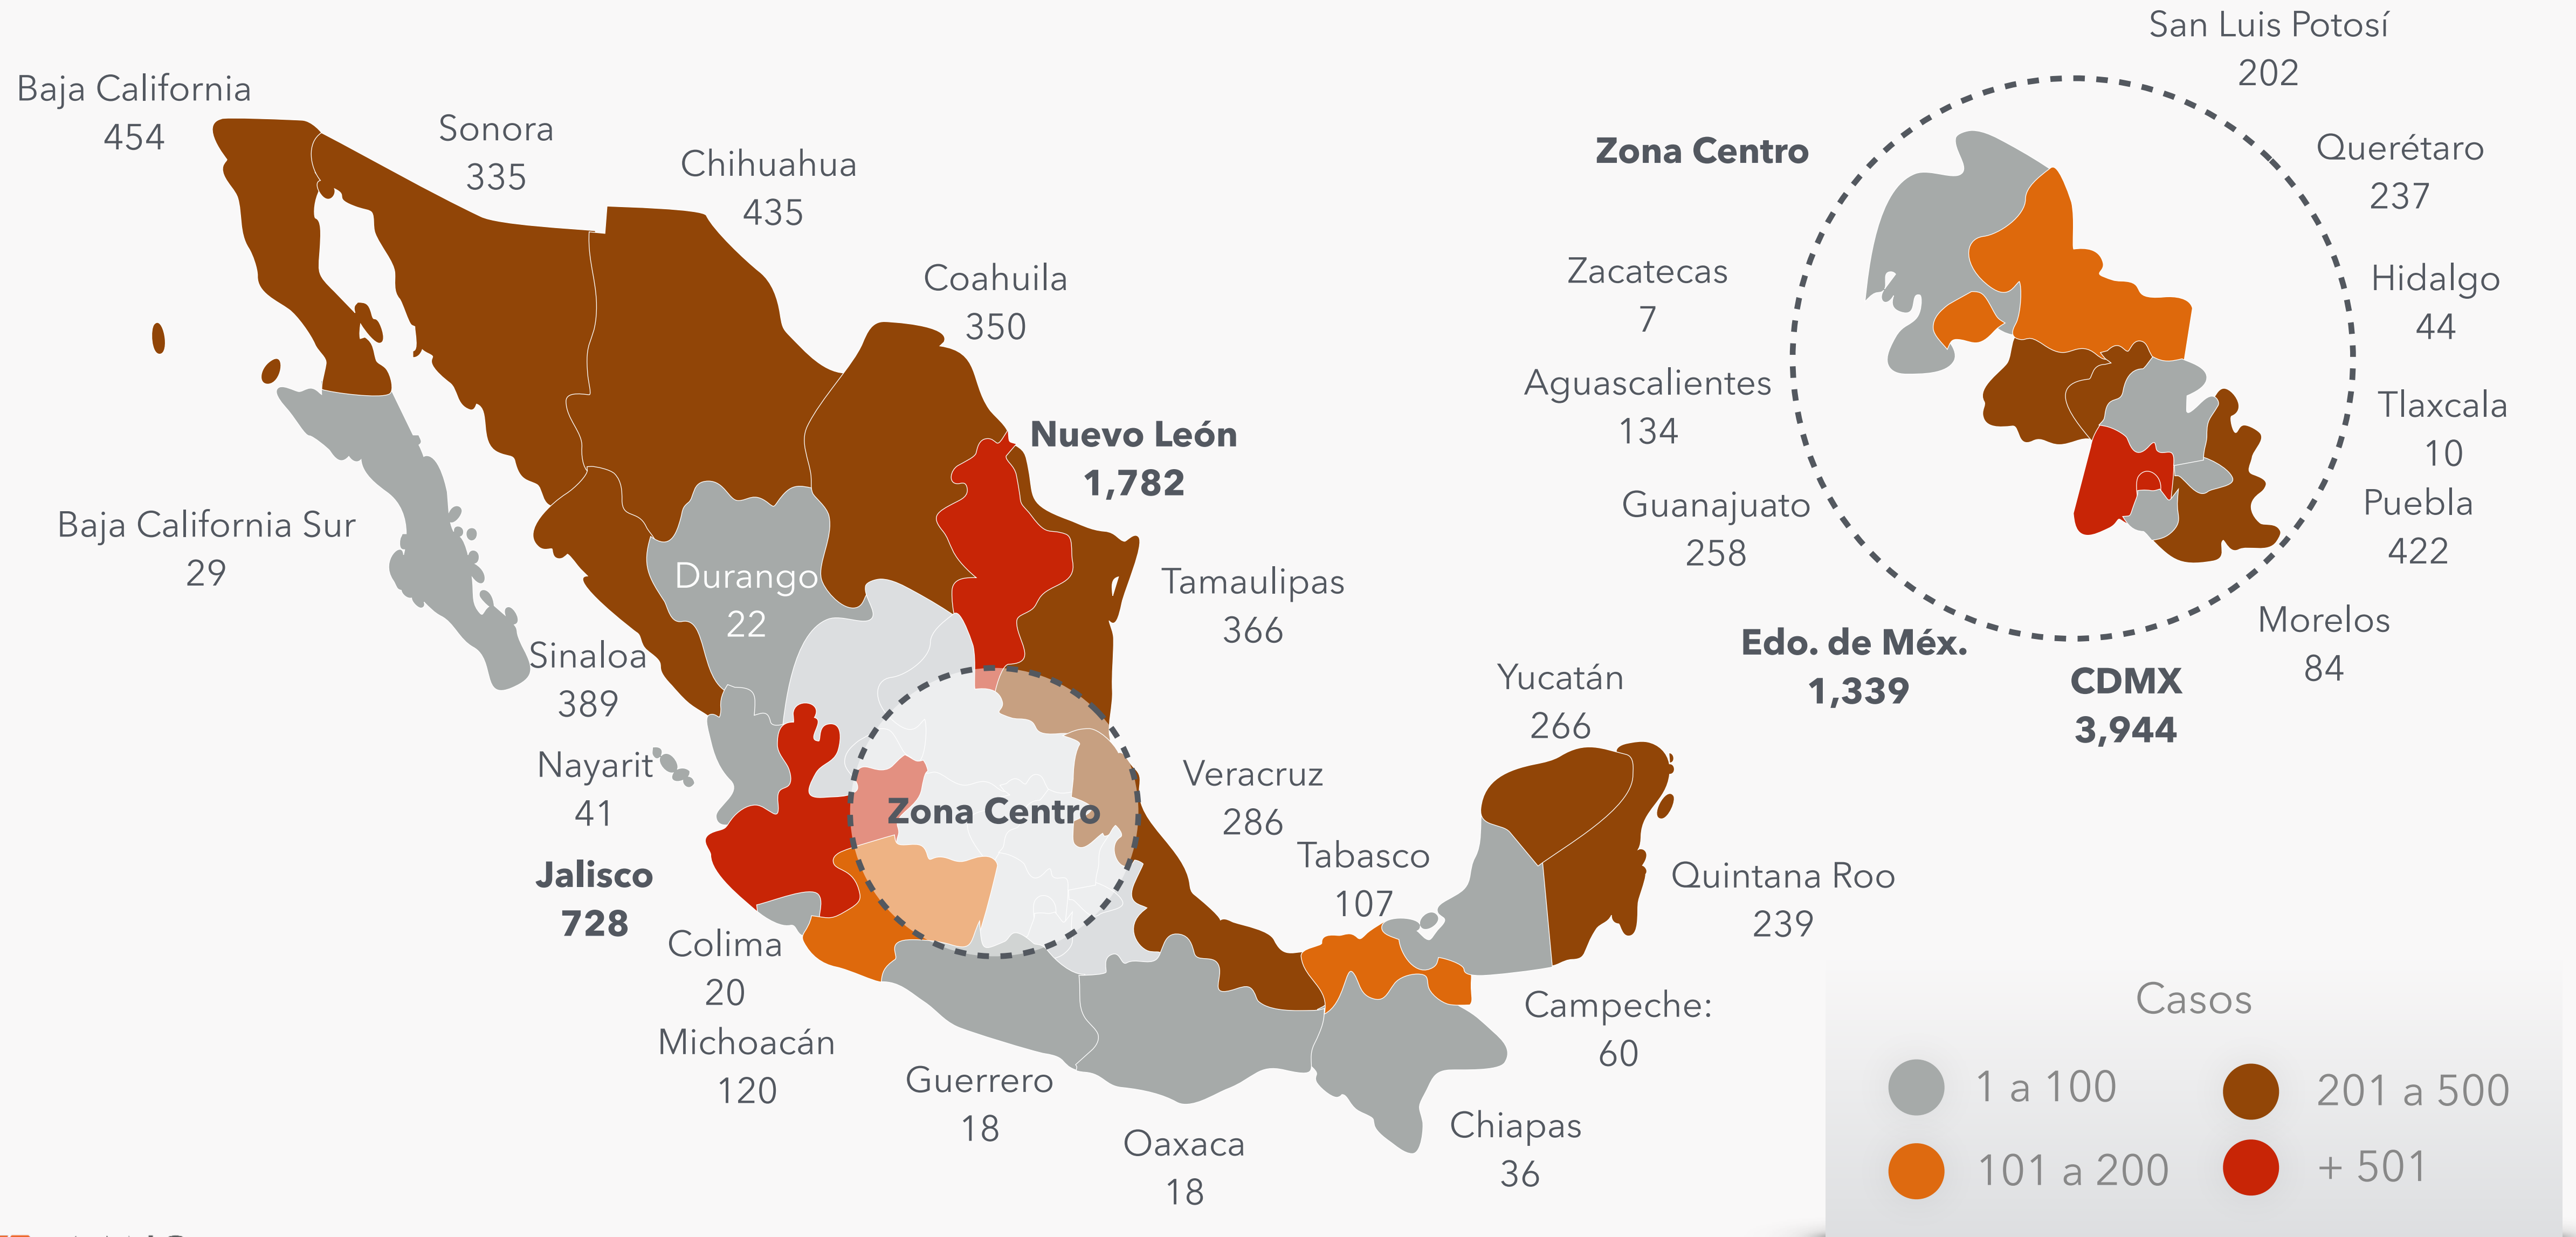 Baja California
454
Sonora
335
Chihuahua
435
Coahuila
350
Nuevo León
1,782
Baja California Sur
29
Durango
22
Tamaulipas
366
Sinaloa
389
Nayarit
41
Zona Centro
Veracruz
286
Jalisco
728
Colima
20
Michoacán
120
Guerrero
18
Oaxaca
18
Tabasco
107
Yucatán
266
Quintana Roo
239
Campeche:
60
Chiapas
36
San Luis Potosí
202
Zona Centro
Querétaro
237
Zacatecas
7
Hidalgo
44
Aguascalientes
134
Tlaxcala
10
Guanajuato
258
Puebla
422
Edo. de Méx.
1,339
CDMX
3,944
Morelos
84
Casos
1 a 100
201 a 500
101 a 200
+ 501